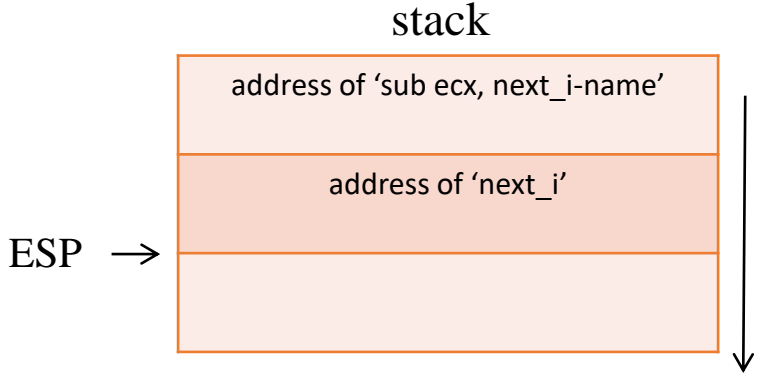 stack
address of ‘sub ecx, next_i-name’
address of ‘next_i’
ESP